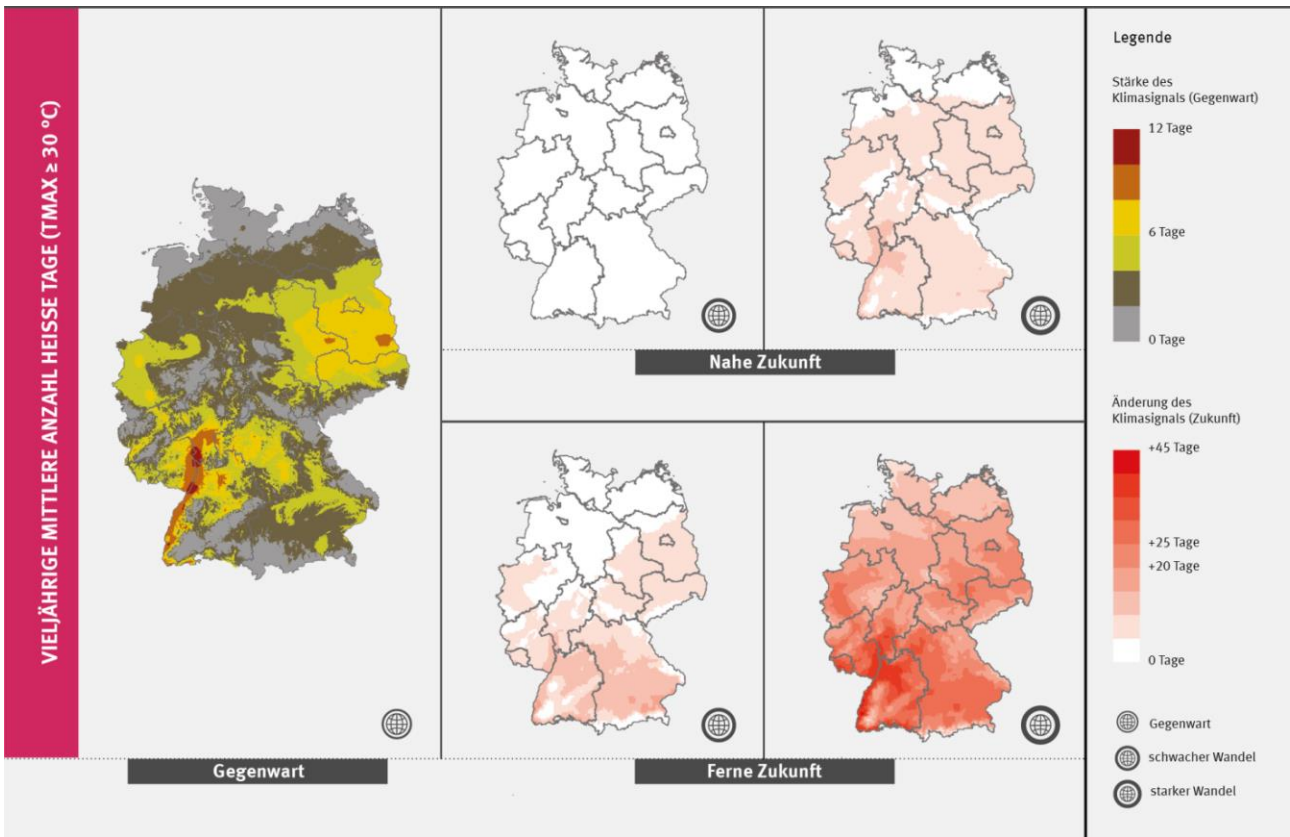 VIELJÄHRIGE MITTLERE ANZAHL HEISSE TAGE (TMAX ≥ 30 °C)
Gegenwart
Nahe Zukunft
Ferne Zukunft
Legende
Stärke des
Klimasignals (Gegenwart)
12 Tage
6 Tage
0 Tage
Änderung des
Klimasignals (Zukunft)
+45 Tage
+25 Tage
+20 Tage
0 Tage
Gegenwart
schwacher Wandel
starker Wandel